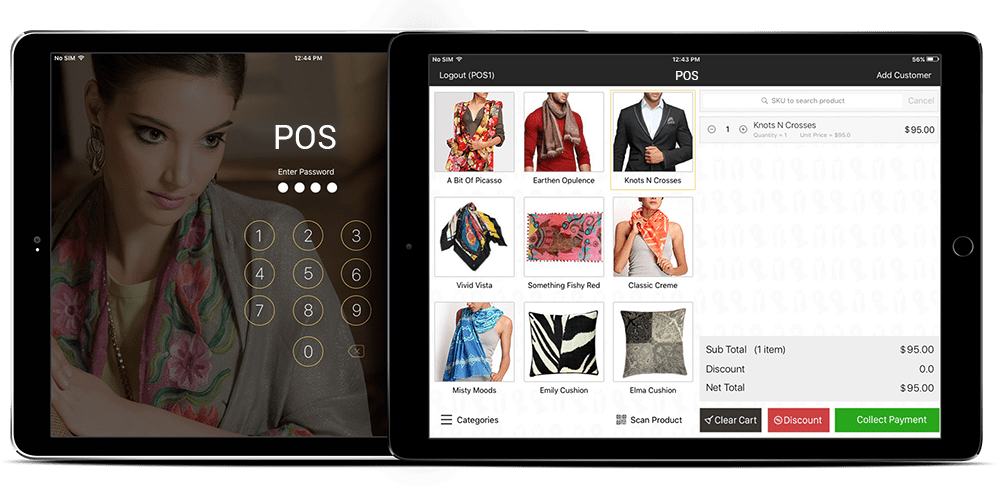 No SIM 12:44 PM
POS
Enter Password
1 2 3
4 5 6
7 8 9
0
No SIM 12:43 PM 56%
Logout (POS1) POS Add Customer
A Bit Of Picasso Earthen Opulence Knots N Crosses
Vivid Vista Something Fishy Red Classic Creme
Misty Moods Emily Cushion Elma Cushion
Categories Scan Product
SKU to search product Cancel
1 Knots N Crosses $95.00
Quantity = 1 Unit Price = $95.0
Sub Total (1 item) $95.00
Discount 0.0
Net Total $95.00
Clear Cart Discount Collect Payment